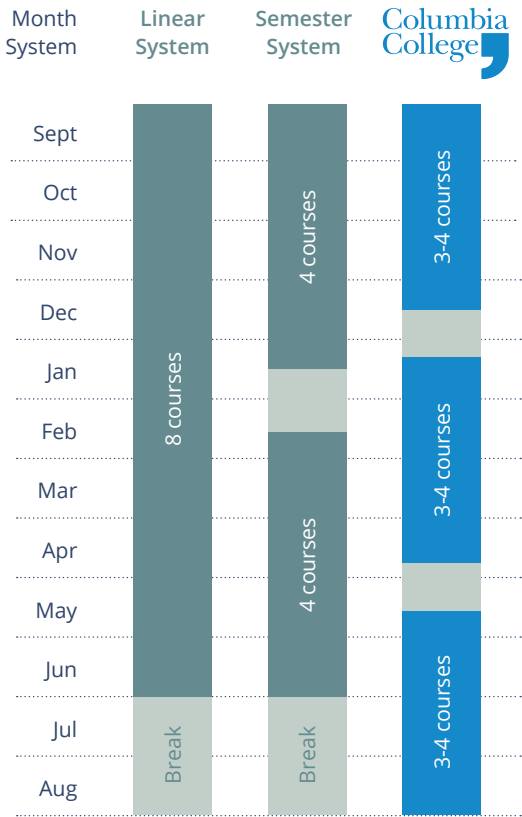 Month
System
Linear
System
Semester
System
Columbia
College
Sept
Oct
Nov
Dec
Jan
Feb
Mar
Apr
May
Jun
Jul
Aug
8 courses
Break
4 courses
4 courses
Break
3-4 courses
3-4 courses
3-4 courses